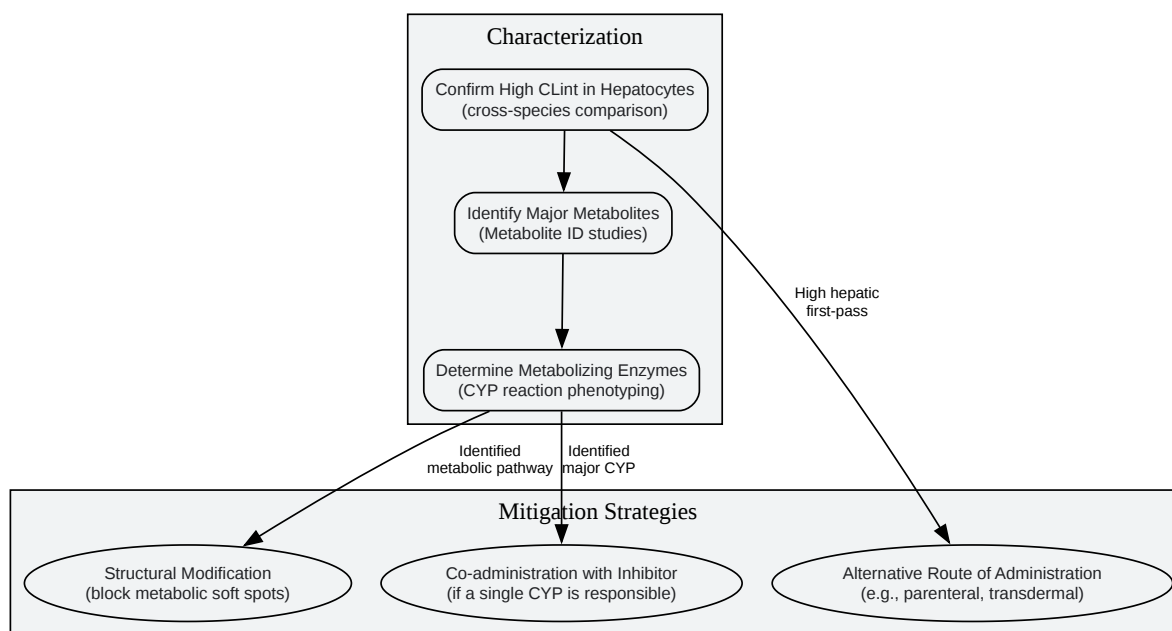 Characterization
Confirm High CLint in Hepatocytes
(cross-species comparison)
Identify Major Metabolites
(Metabolite ID studies)
High hepatic
first-pass
Determine Metabolizing Enzymes
(CYP reaction phenotyping)
Identified
metabolic pathway
Identified
major CYP
Mitigation Strategies
Structural Modification
(block metabolic soft spots)
Co-administration with Inhibitor
(if a single CYP is responsible)
Alternative Route of Administration
(e.g., parenteral, transdermal)